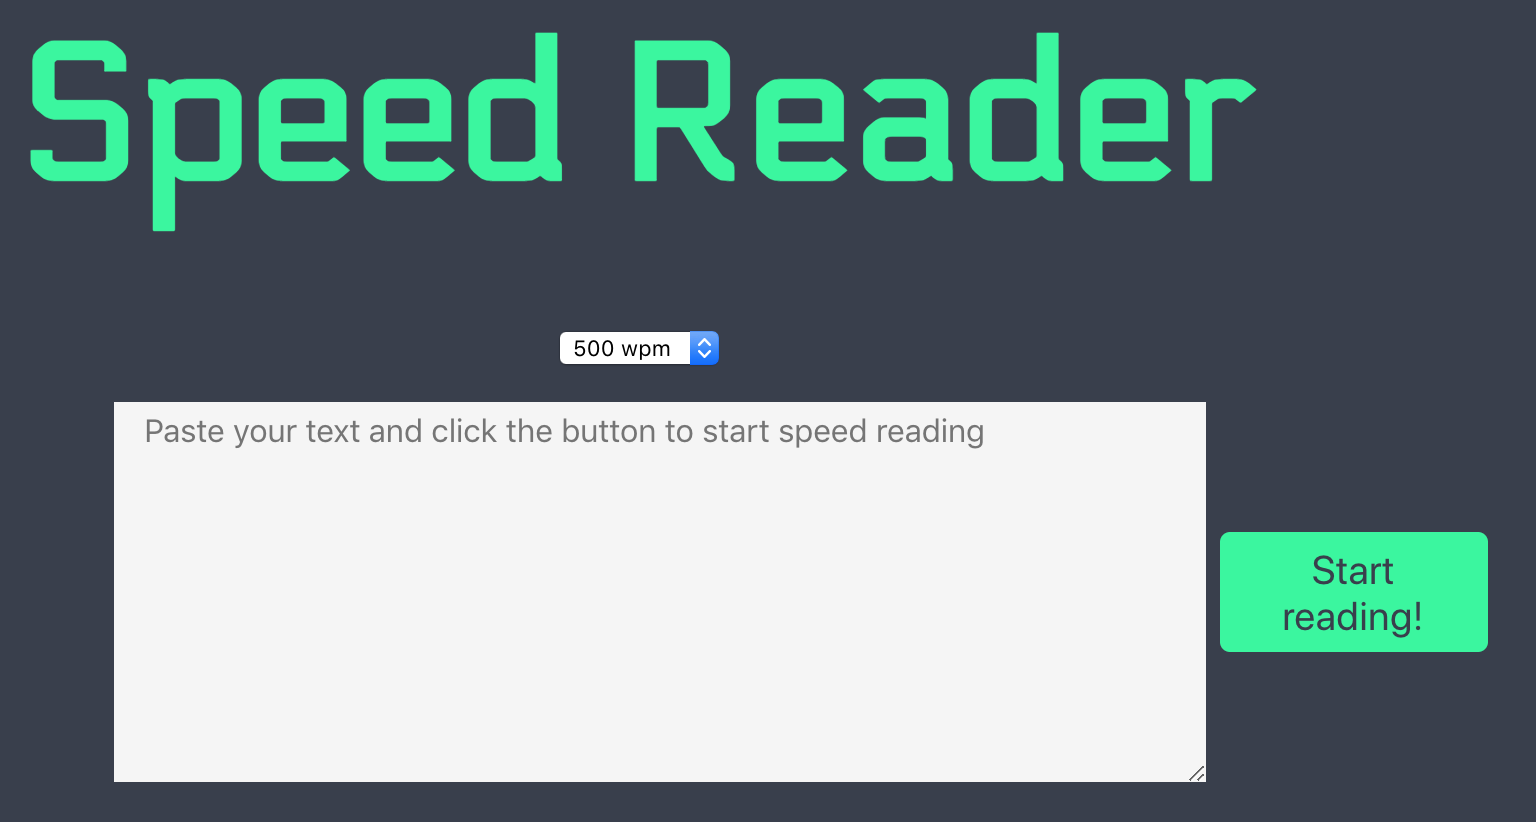 Speed Reader
500 wpm
Paste your text and click the button to start speed reading
Start
reading!